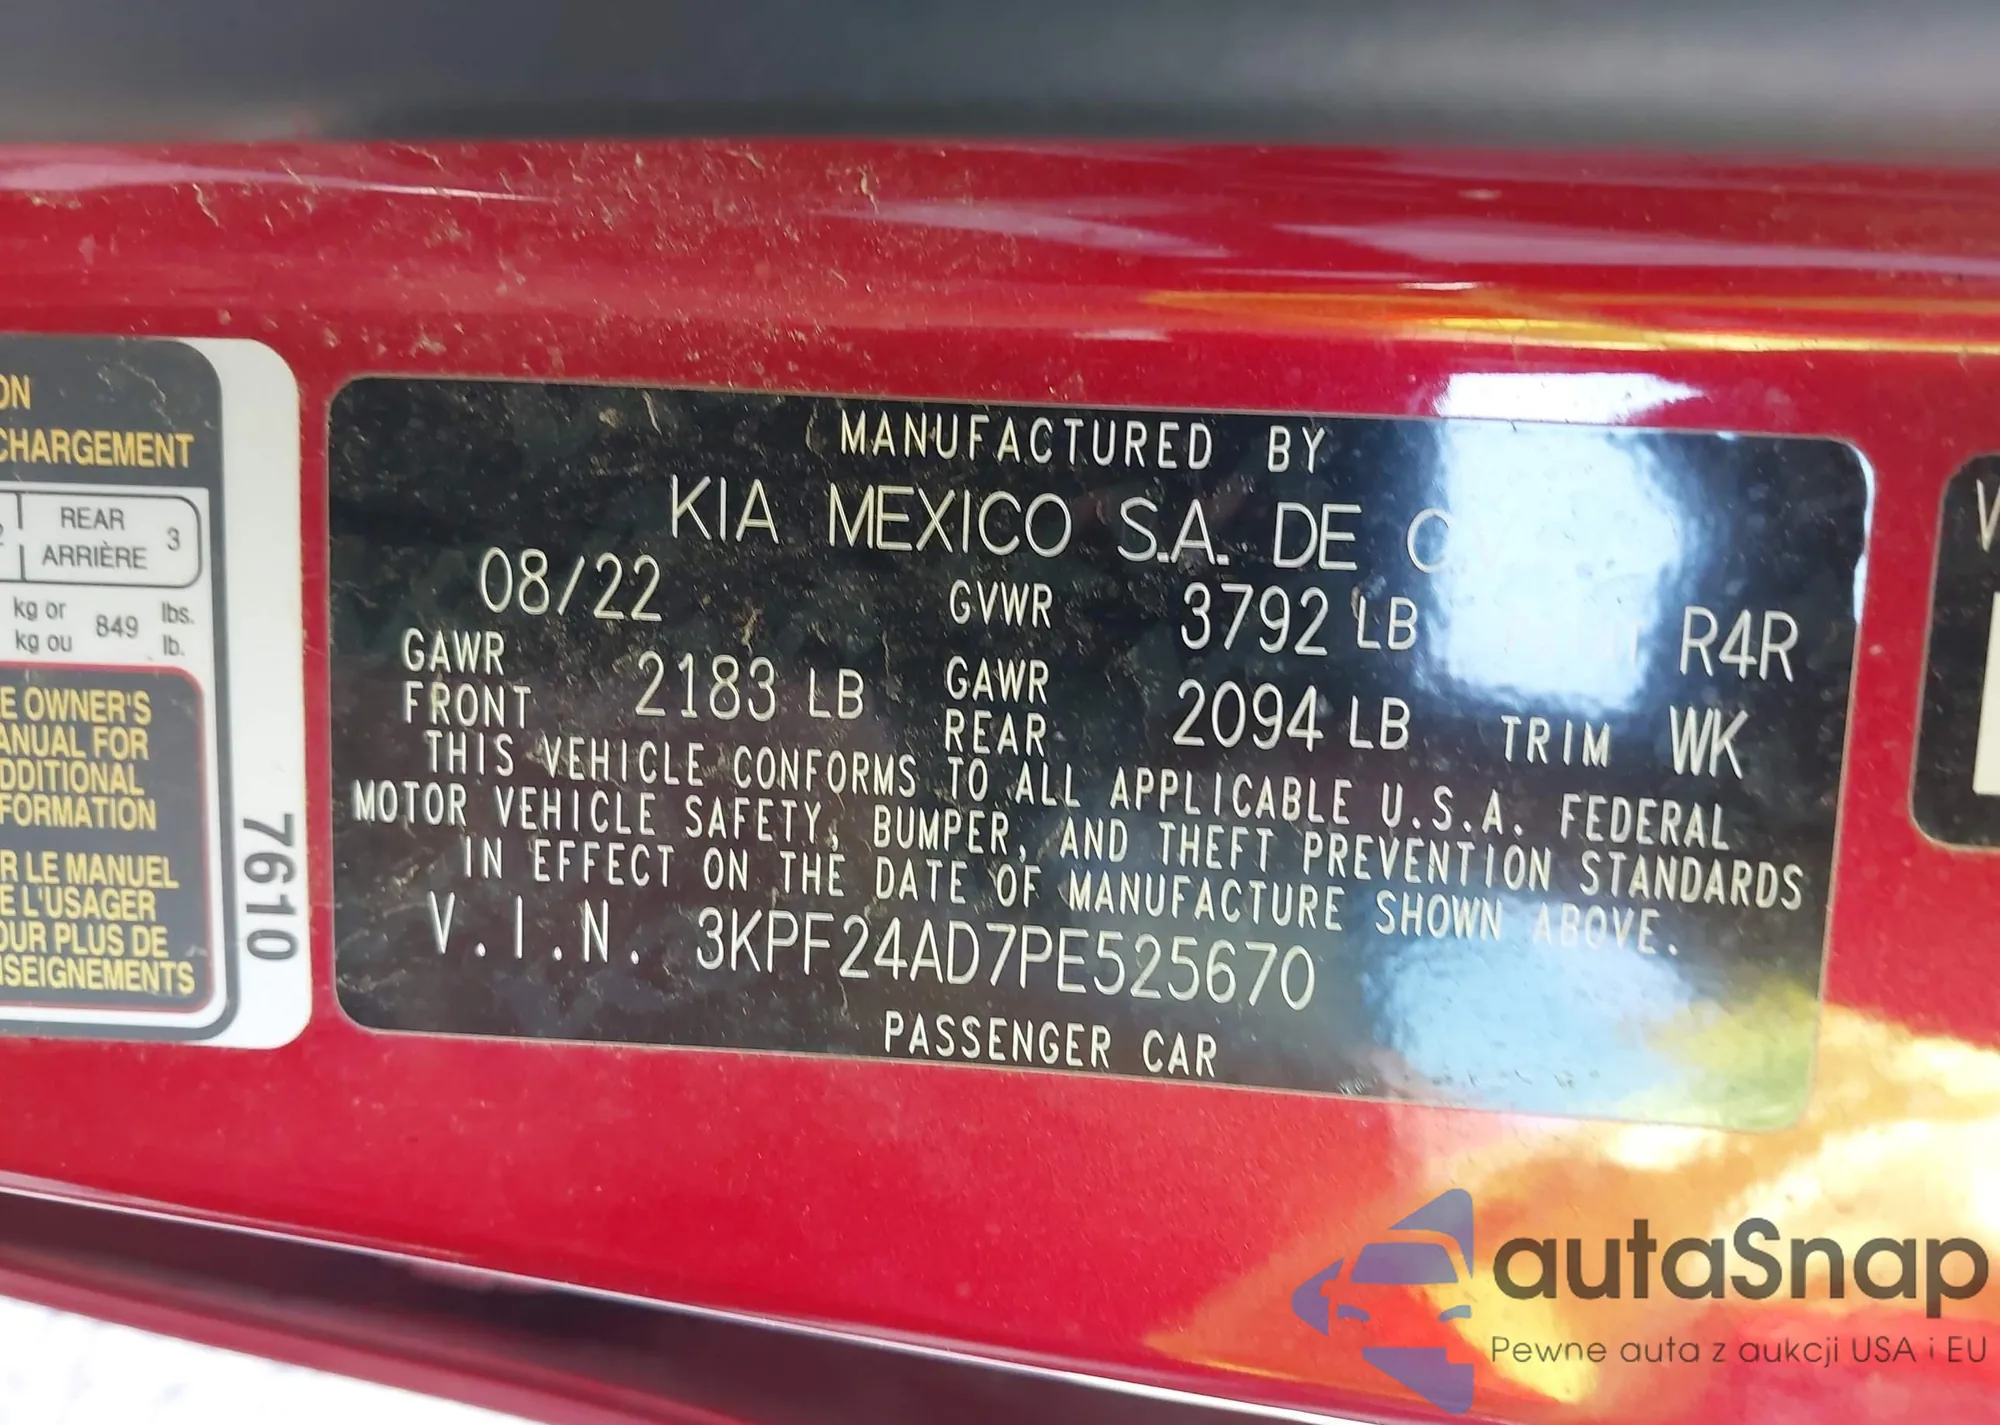 ON
CHARGEMENT
REAR
ARRIÈRE 3
kg or
kg ou 849 lbs.
lb.
E OWNER'S
ANUAL FOR
DDITIONAL
FORMATION
R LE MANUEL
E L'USAGER
OUR PLUS DE
ISEIGNEMENTS
7610
MANUFACTURED BY
KIA MEXICO S.A. DE CV
08/22 GVWR 3792 LB R4R
GAWR FRONT 2183 LB GAWR REAR 2094 LB TRIM WK
THIS VEHICLE CONFORMS TO ALL APPLICABLE U.S.A. FEDERAL
MOTOR VEHICLE SAFETY, BUMPER, AND THEFT PREVENTION STANDARDS
IN EFFECT ON THE DATE OF MANUFACTURE SHOWN ABOVE.
V.I.N. 3KPF24AD7PE525670
PASSENGER CAR
V
autaSnap
Pewne auta z aukcji USA i EU